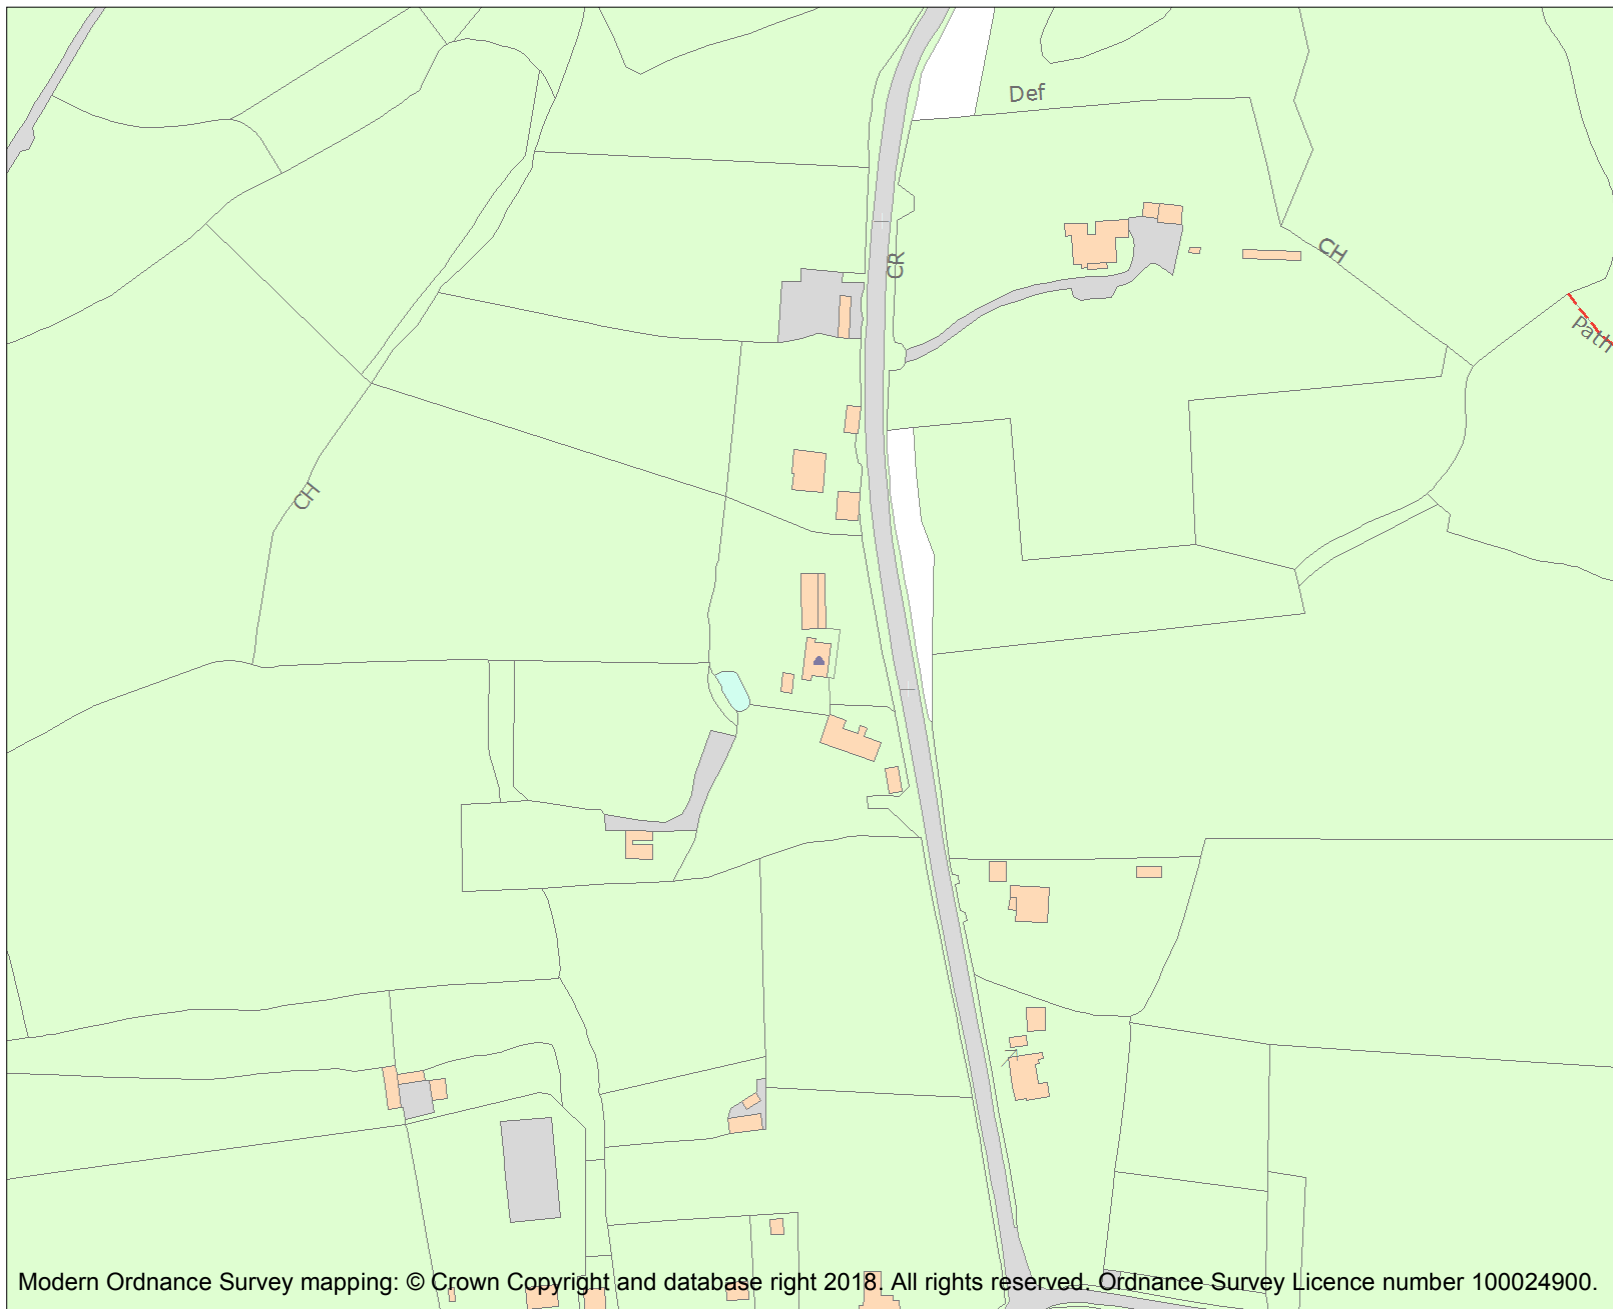 Def
CR
CH
Path
CH
Modern Ordnance Survey mapping: © Crown Copyright and database right 2018. All rights reserved. Ordnance Survey Licence number 100024900.